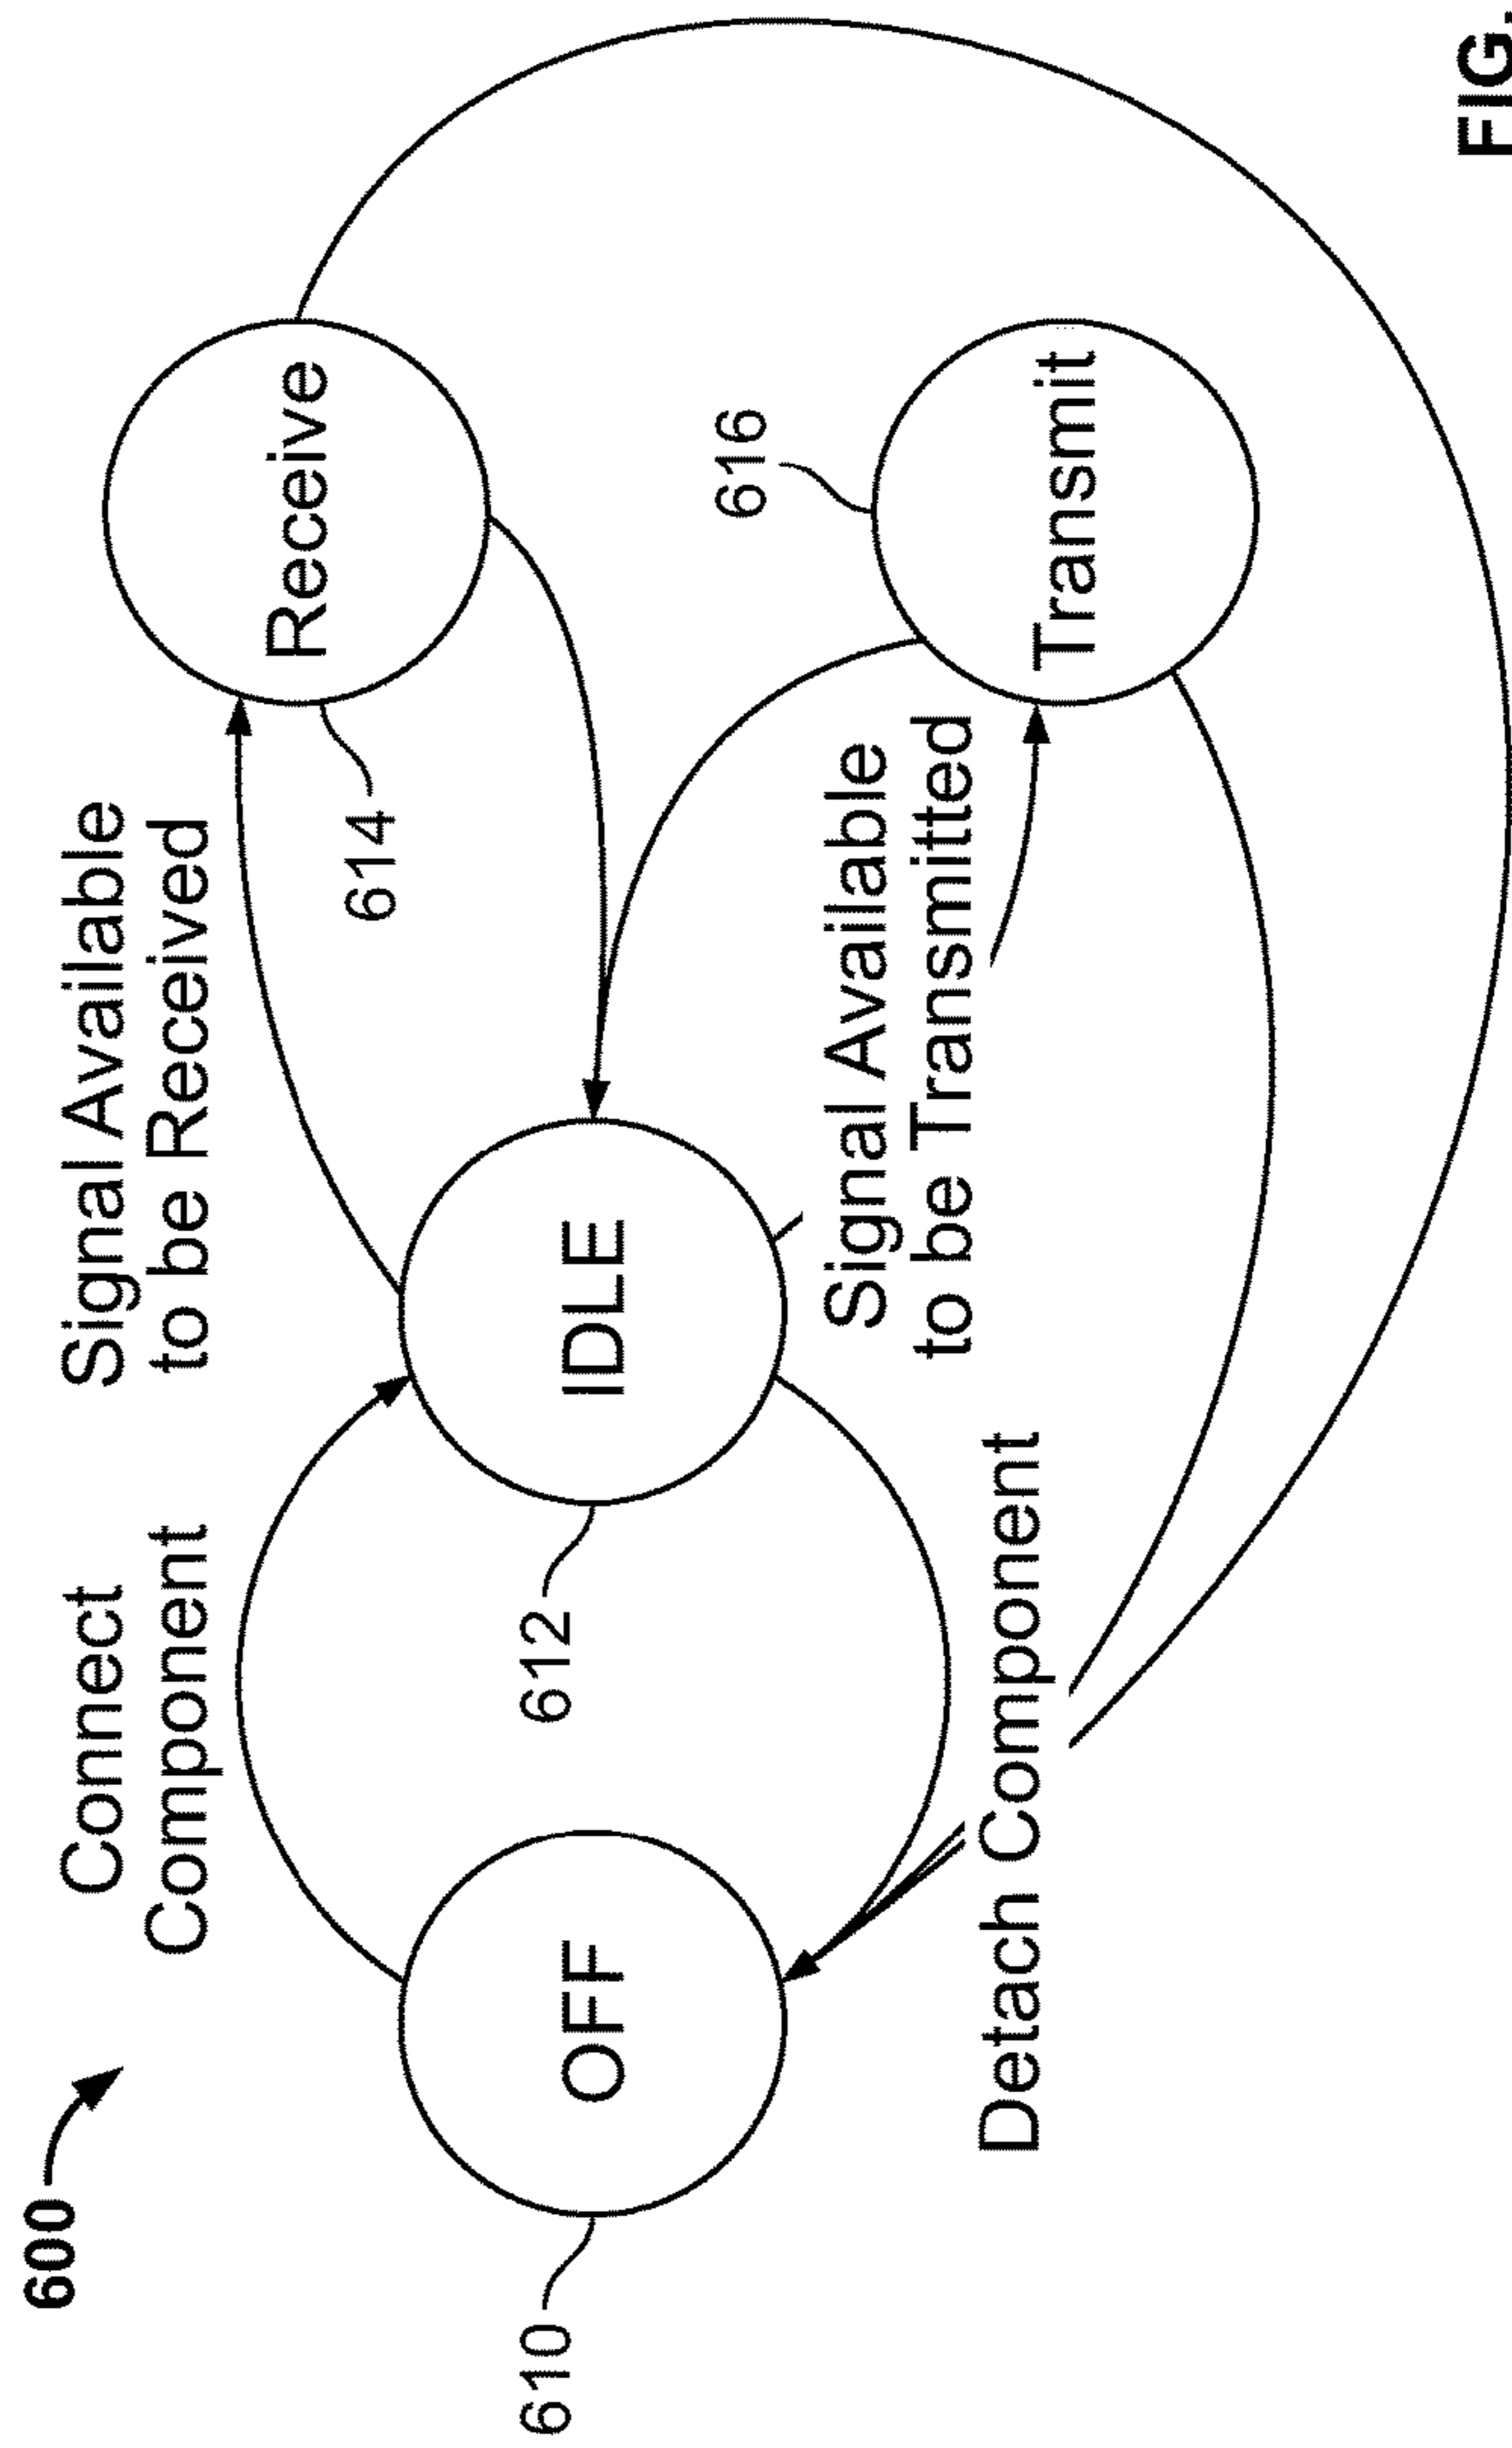 600
Connect
Component
Signal Available
to be Received
610
OFF
612
IDLE
614
Receive
616
Signal Available
to be Transmitted
Transmit
Detach Component
FIG.